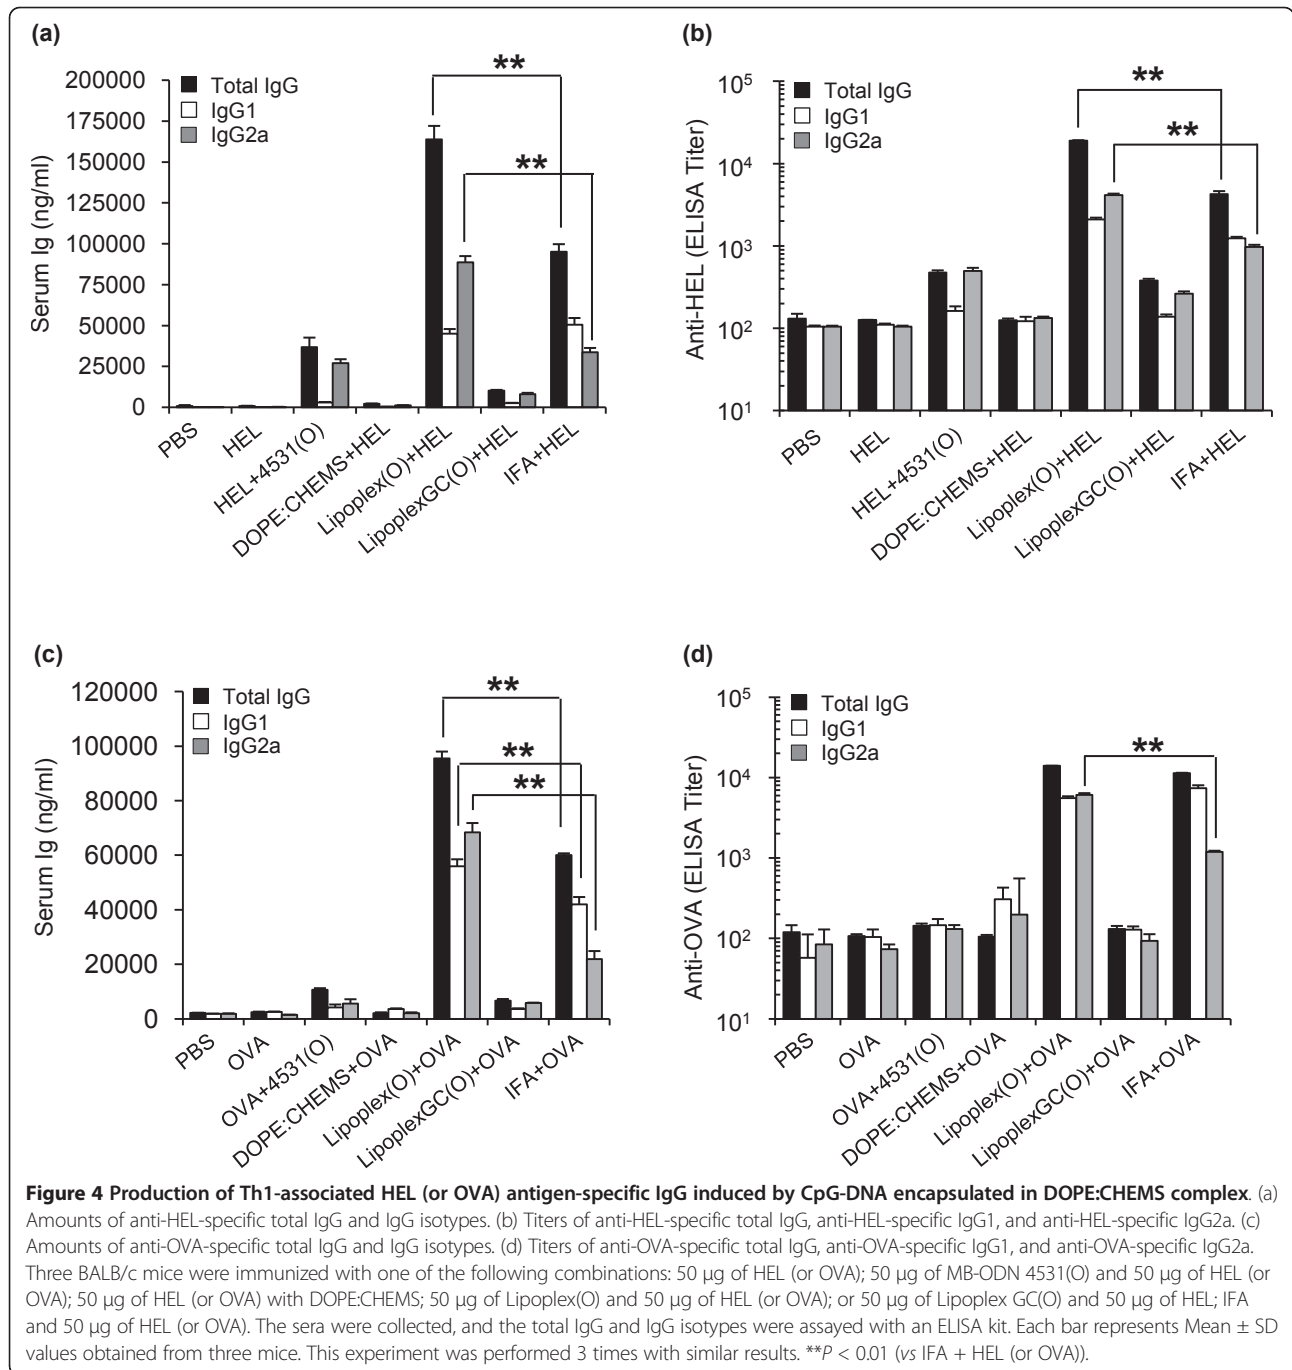 (a)
200000
175000
150000
125000
100000
75000
50000
25000
0
Serum Ig (ng/ml)
Total IgG
IgG1
IgG2a
**
**
PBS
HEL
HEL+4531(O)
DOPE:CHEMS+HEL
Lipoplex(O)+HEL
LipoplexGC(O)+HEL
IFA+HEL
(b)
10⁵
10⁴
10³
10²
10¹
Anti-HEL (ELISA Titer)
Total IgG
IgG1
IgG2a
**
**
PBS
HEL
HEL+4531(O)
DOPE:CHEMS+HEL
Lipoplex(O)+HEL
LipoplexGC(O)+HEL
IFA+HEL
(c)
120000
100000
80000
60000
40000
20000
0
Serum Ig (ng/ml)
Total IgG
IgG1
IgG2a
**
**
**
PBS
OVA
OVA+4531(O)
DOPE:CHEMS+OVA
Lipoplex(O)+OVA
LipoplexGC(O)+OVA
IFA+OVA
(d)
10⁵
10⁴
10³
10²
10¹
Anti-OVA (ELISA Titer)
Total IgG
IgG1
IgG2a
**
PBS
OVA
OVA+4531(O)
DOPE:CHEMS+OVA
Lipoplex(O)+OVA
LipoplexGC(O)+OVA
IFA+OVA
Figure 4 Production of Th1-associated HEL (or OVA) antigen-specific IgG induced by CpG-DNA encapsulated in DOPE:CHEMS complex. (a)
Amounts of anti-HEL-specific total IgG and IgG isotypes. (b) Titers of anti-HEL-specific total IgG, anti-HEL-specific IgG1, and anti-HEL-specific IgG2a. (c)
Amounts of anti-OVA-specific total IgG and IgG isotypes. (d) Titers of anti-OVA-specific total IgG, anti-OVA-specific IgG1, and anti-OVA-specific IgG2a.
Three BALB/c mice were immunized with one of the following combinations: 50 μg of HEL (or OVA); 50 μg of MB-ODN 4531(O) and 50 μg of HEL (or
OVA); 50 μg of HEL (or OVA) with DOPE:CHEMS; 50 μg of Lipoplex(O) and 50 μg of HEL (or OVA); or 50 μg of Lipoplex GC(O) and 50 μg of HEL; IFA
and 50 μg of HEL (or OVA). The sera were collected, and the total IgG and IgG isotypes were assayed with an ELISA kit. Each bar represents Mean ± SD
values obtained from three mice. This experiment was performed 3 times with similar results. **P < 0.01 (vs IFA + HEL (or OVA)).